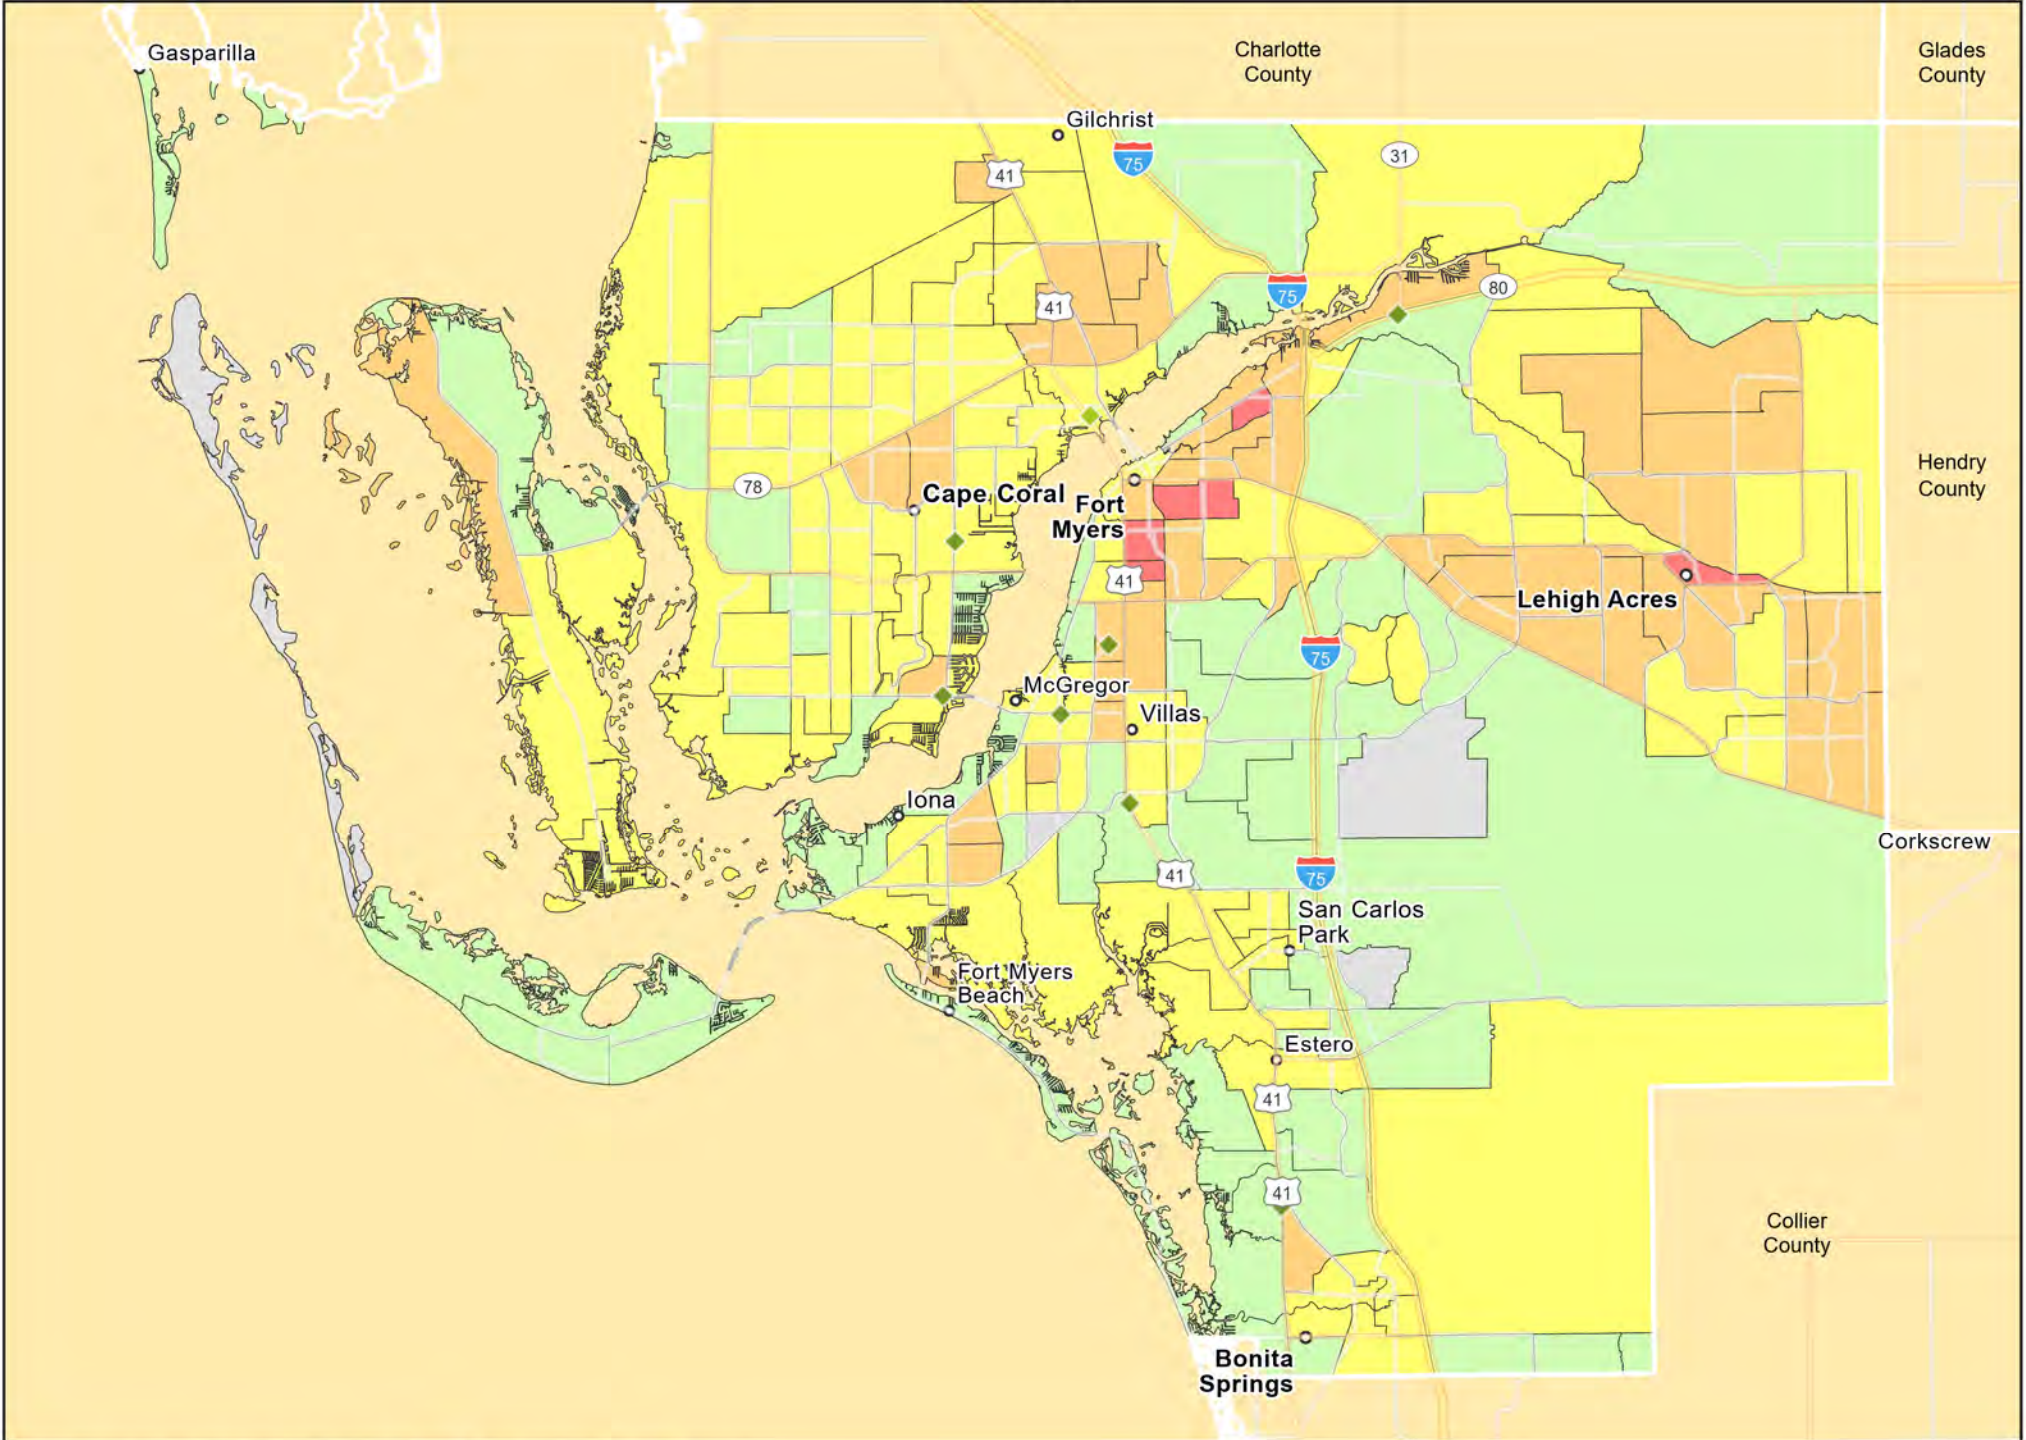 Gasparilla
Charlotte
County
Glades
County
Gilchrist
75
31
41
41
75
80
78
Cape Coral
Fort
Myers
Hendry
County
41
Lehigh Acres
75
McGregor
Villas
Iona
Corkscrew
41
75
San Carlos
Park
Fort Myers
Beach
Estero
41
41
Collier
County
Bonita
Springs